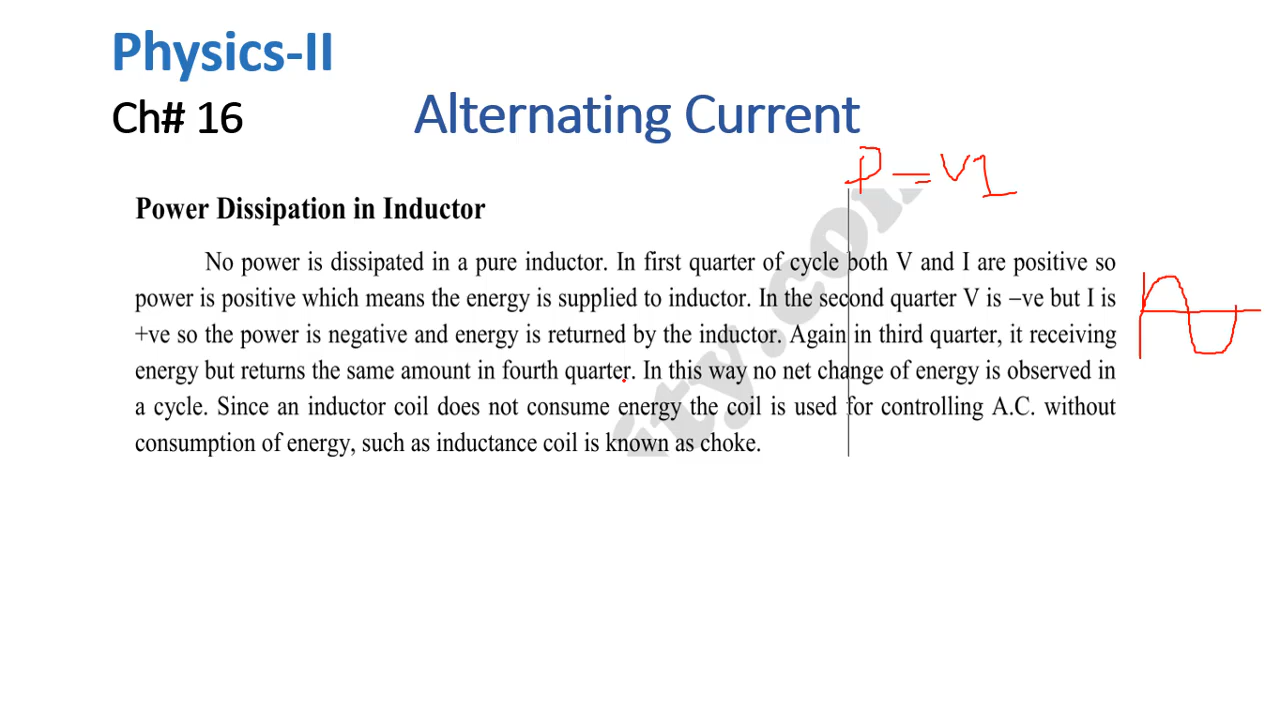 Physics-II
Ch# 16
Alternating Current
P = VI
Power Dissipation in Inductor
No power is dissipated in a pure inductor. In first quarter of cycle both V and I are positive so
power is positive which means the energy is supplied to inductor. In the second quarter V is –ve but I is
+ve so the power is negative and energy is returned by the inductor. Again in third quarter, it receiving
energy but returns the same amount in fourth quarter. In this way no net change of energy is observed in
a cycle. Since an inductor coil does not consume energy the coil is used for controlling A.C. without
consumption of energy, such as inductance coil is known as choke.
ity.com